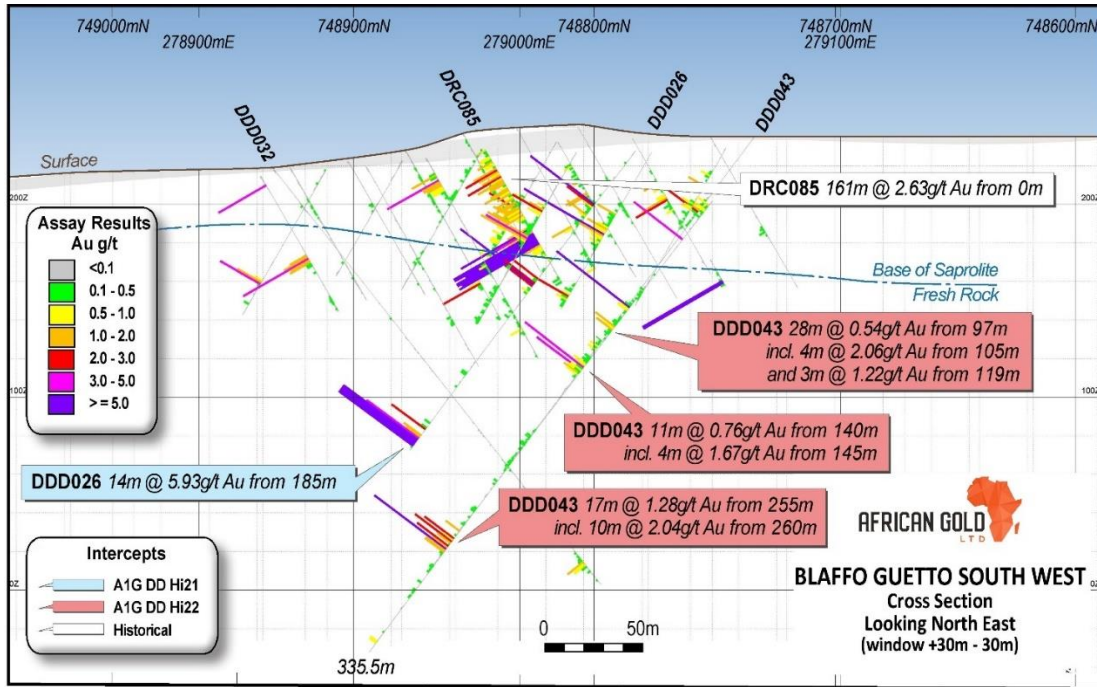 749000mN
748900mN
748800mN
748700mN
748600mN
278900mE
279000mE
279100mE
DDD032
DRC085
DDD026
DDD043
Surface
DRC085 161m @ 2.63g/t Au from 0m
200Z
200Z
Assay Results
Au g/t
<0.1
0.1 - 0.5
0.5 - 1.0
1.0 - 2.0
2.0 - 3.0
3.0 - 5.0
> = 5.0
Base of Saprolite
Fresh Rock
DDD043 28m @ 0.54g/t Au from 97m
incl. 4m @ 2.06g/t Au from 105m
and 3m @ 1.22g/t Au from 119m
100Z
100Z
DDD043 11m @ 0.76g/t Au from 140m
incl. 4m @ 1.67g/t Au from 145m
DDD026 14m @ 5.93g/t Au from 185m
DDD043 17m @ 1.28g/t Au from 255m
incl. 10m @ 2.04g/t Au from 260m
AFRICAN GOLD
LTD
Intercepts
A1G DD Hi21
A1G DD Hi22
Historical
0Z
0Z
BLAFFO GUETTO SOUTH WEST
Cross Section
Looking North East
(window +30m - 30m)
0 50m
335.5m